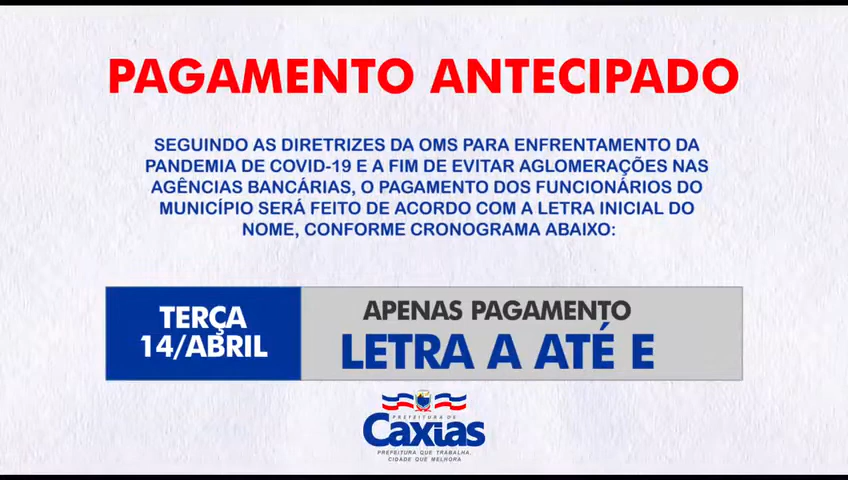 PAGAMENTO ANTECIPADO
SEGUINDO AS DIRETRIZES DA OMS PARA ENFRENTAMENTO DA
PANDEMIA DE COVID-19 E A FIM DE EVITAR AGLOMERAÇÕES NAS
AGÊNCIAS BANCÁRIAS, O PAGAMENTO DOS FUNCIONÁRIOS DO
MUNICÍPIO SERÁ FEITO DE ACORDO COM A LETRA INICIAL DO
NOME, CONFORME CRONOGRAMA ABAIXO:
TERÇA
14/ABRIL
APENAS PAGAMENTO
LETRA A ATÉ E
PREFEITURA DE
Caxias
PREFEITURA QUE TRABALHA,
CIDADE QUE MELHORA